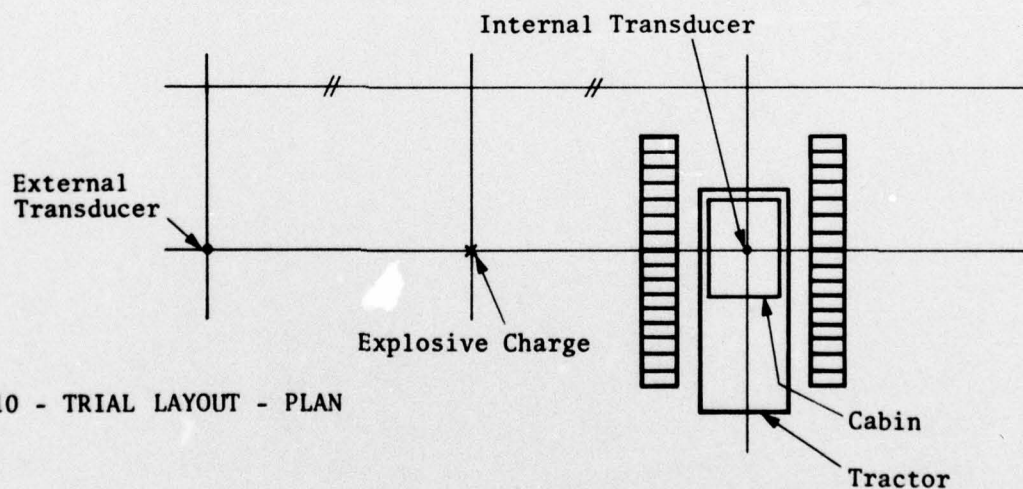 Internal Transducer
External
Transducer
Explosive Charge
10 - TRIAL LAYOUT - PLAN
Cabin
Tractor